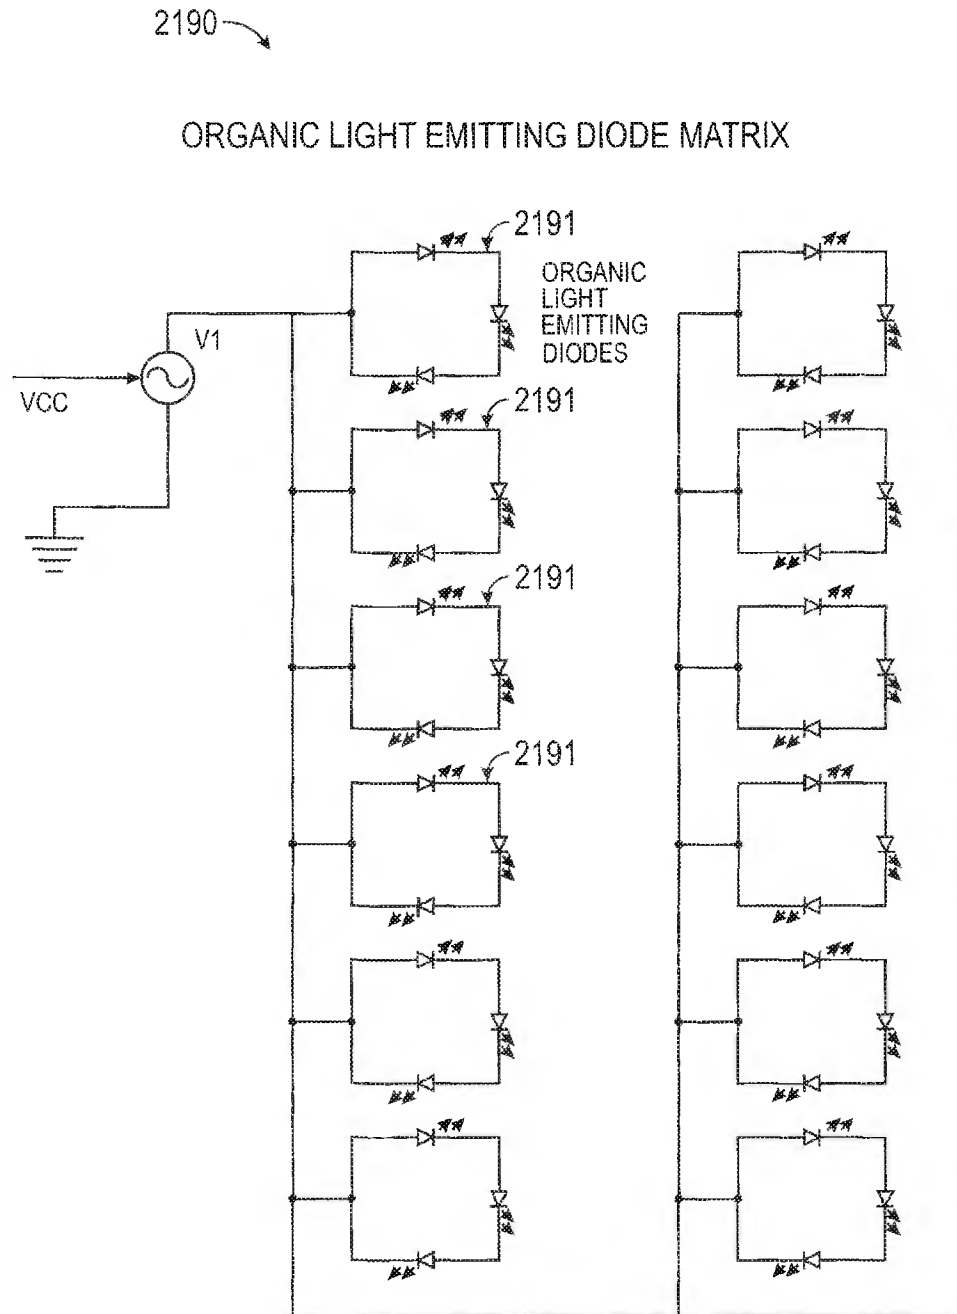 2190
ORGANIC LIGHT EMITTING DIODE MATRIX
2191
ORGANIC
LIGHT
EMITTING
DIODES
V1
VCC
2191
2191
2191